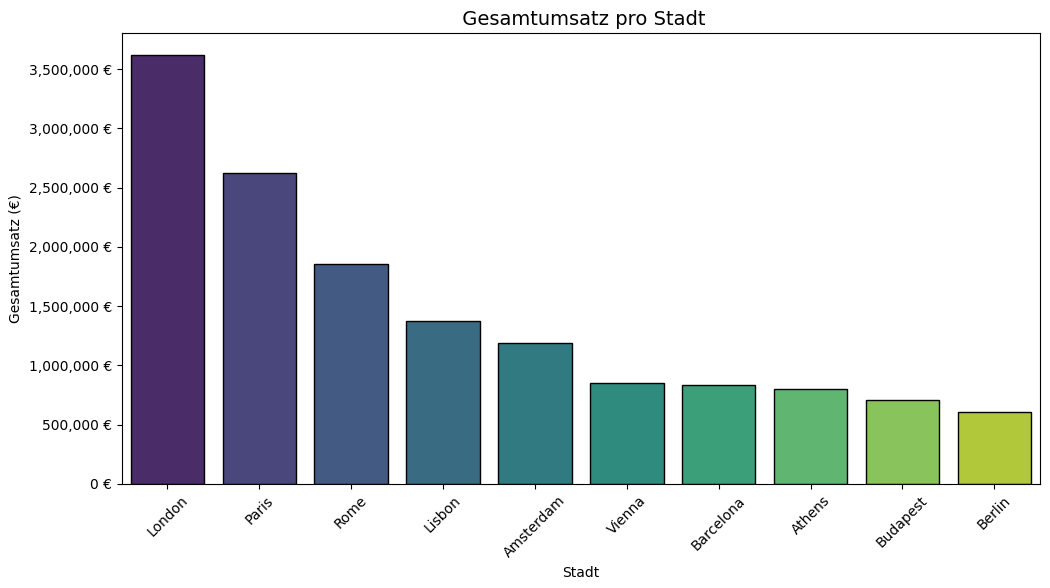 Gesamtumsatz pro Stadt
Gesamtumsatz (€)
3,500,000 €
3,000,000 €
2,500,000 €
2,000,000 €
1,500,000 €
1,000,000 €
500,000 €
0 €
London
Paris
Rome
Lisbon
Amsterdam
Vienna
Barcelona
Athens
Budapest
Berlin
Stadt